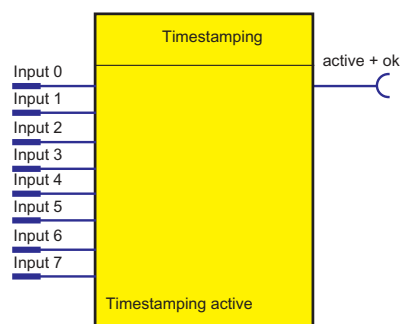 Timestamping
active + ok
Input 0
Input 1
Input 2
Input 3
Input 4
Input 5
Input 6
Input 7
Timestamping active